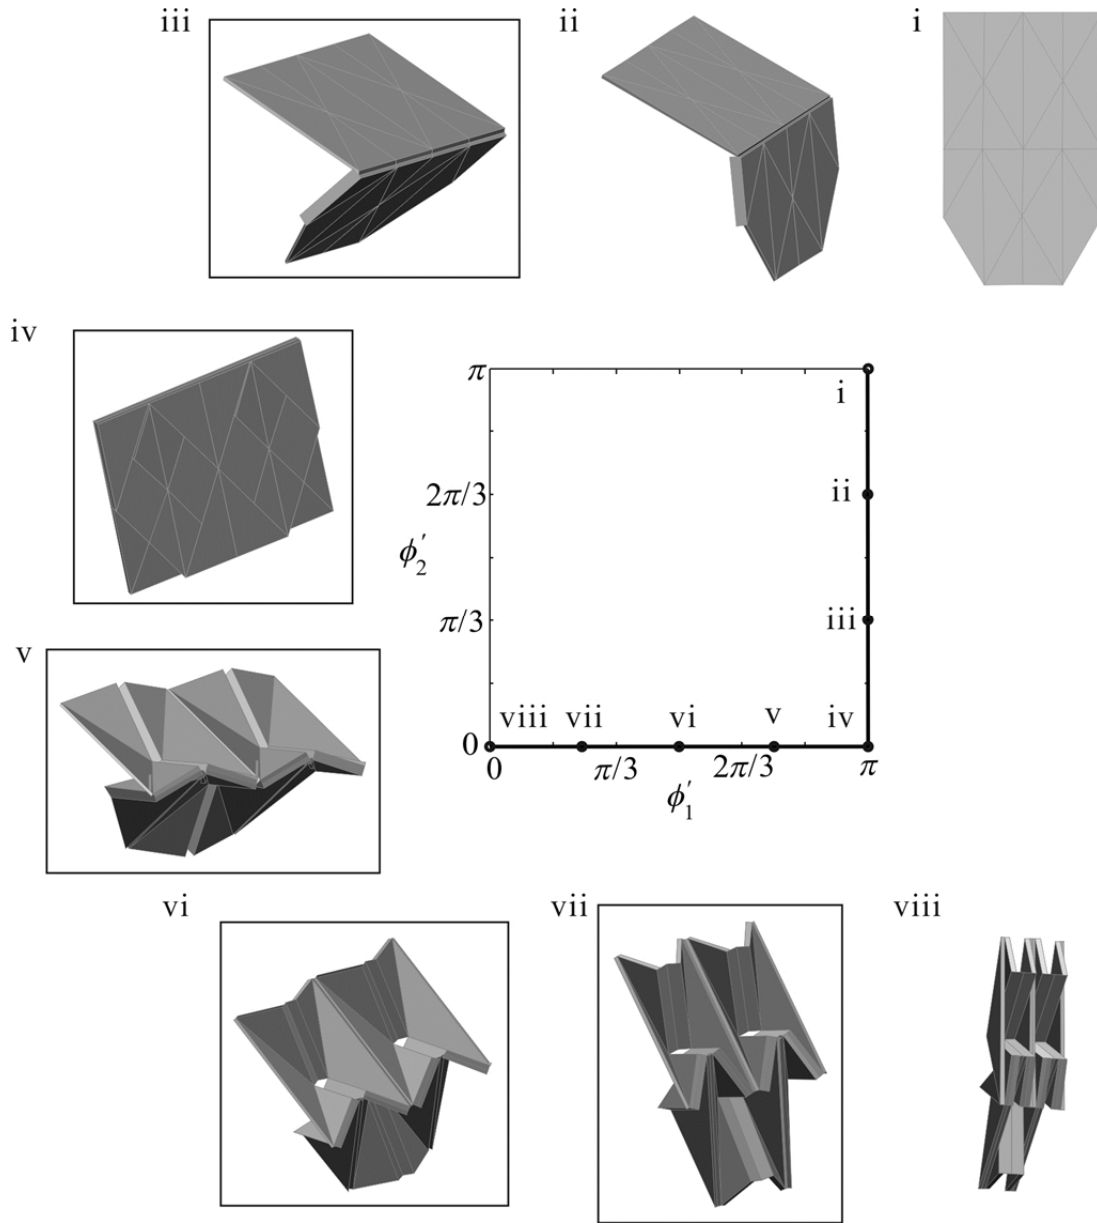 iii ii i
iv
π
i
2π/3 ii
ϕ′₂
π/3 iii
v
viii vii vi v iv
0
0 π/3 2π/3 π
ϕ′₁
vi vii viii